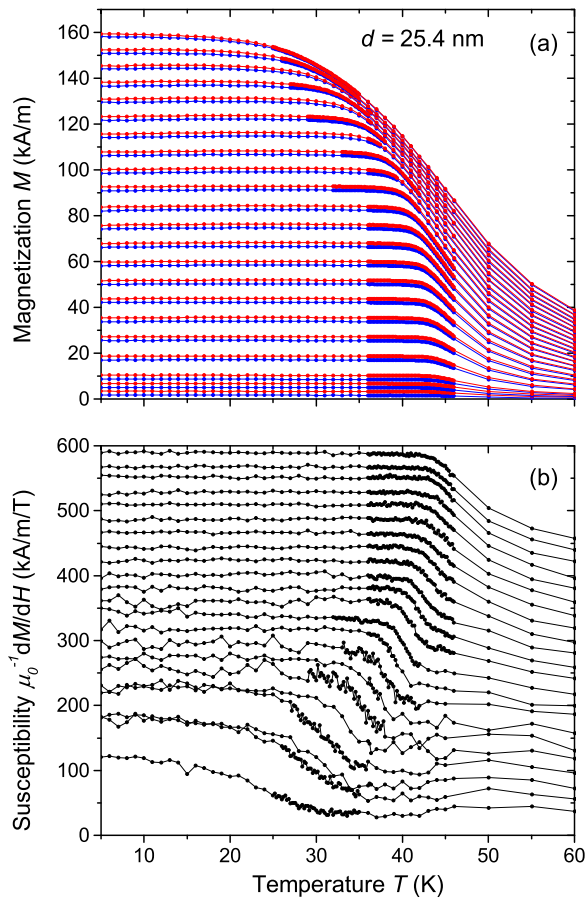 160
140
120
100
80
60
40
20
0
Magnetization M (kA/m)
d = 25.4 nm
(a)
600
500
400
300
200
100
0
Susceptibility μ₀⁻¹dM/dH (kA/m/T)
(b)
10 20 30 40 50 60
Temperature T (K)